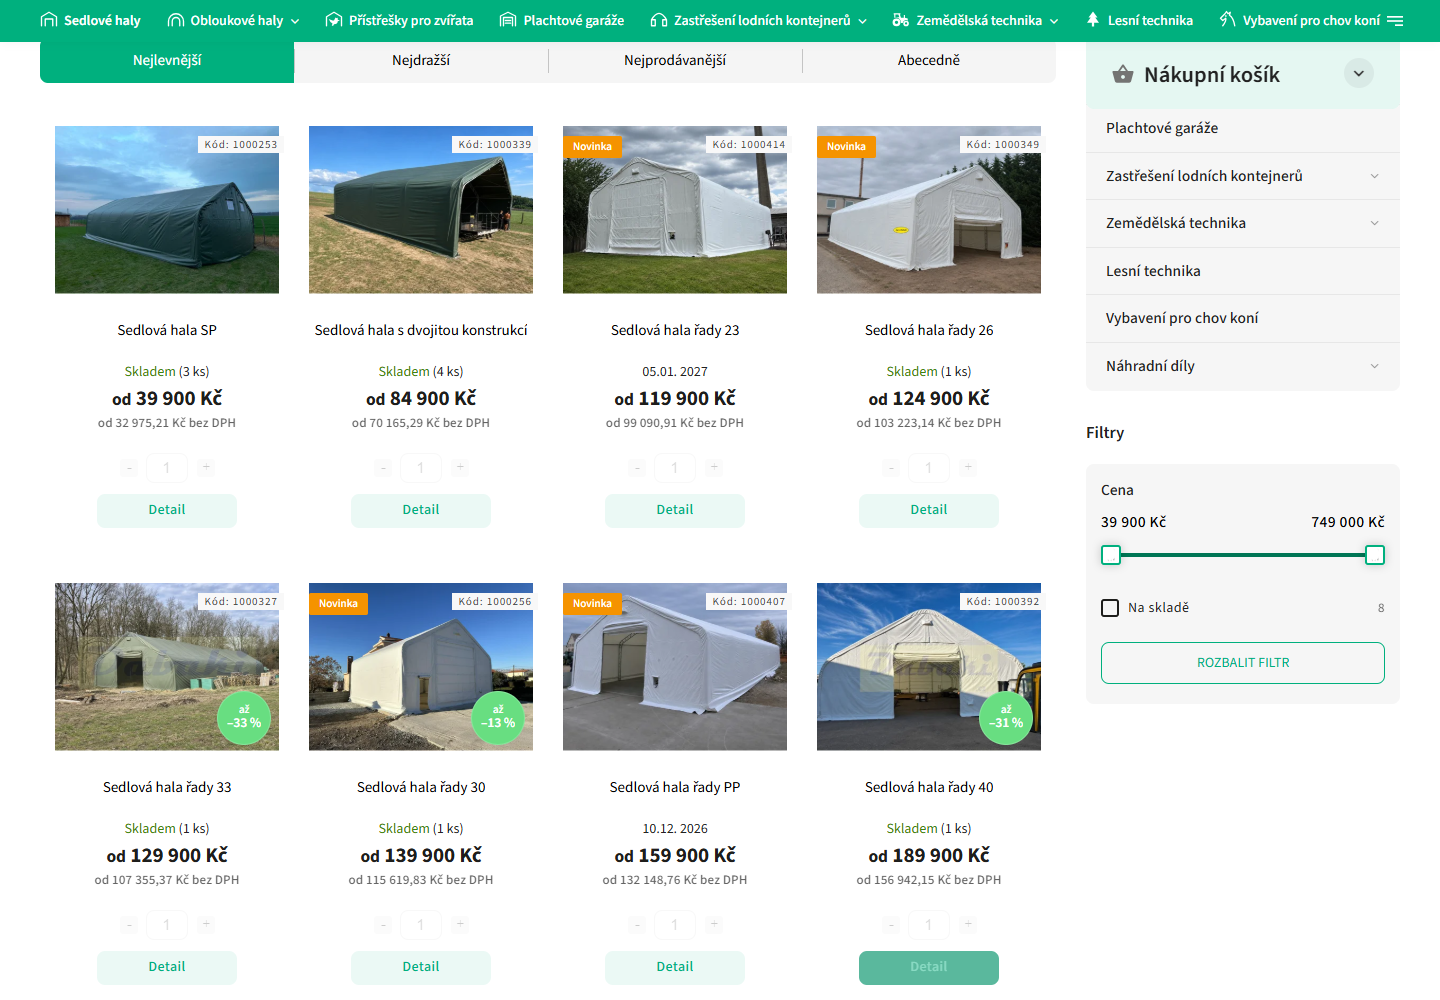 Sedlové haly
Obloukové haly
Přístřešky pro zvířata
Plachtové garáže
Zastřešení lodních kontejnerů
Zemědělská technika
Lesní technika
Vybavení pro chov koní
Nejlevnější
Nejdražší
Nejprodávanější
Abecedně
Kód: 1000253
Kód: 1000339
Novinka
Kód: 1000414
Novinka
Kód: 1000349
Sedlová hala SP
Sedlová hala s dvojitou konstrukcí
Sedlová hala řady 23
Sedlová hala řady 26
Skladem (3 ks)
Skladem (4 ks)
05.01. 2027
Skladem (1 ks)
od 39 900 Kč
od 84 900 Kč
od 119 900 Kč
od 124 900 Kč
od 32 975,21 Kč bez DPH
od 70 165,29 Kč bez DPH
od 99 090,91 Kč bez DPH
od 103 223,14 Kč bez DPH
- 1 +
- 1 +
- 1 +
- 1 +
Detail
Detail
Detail
Detail
Kód: 1000327
Novinka
Kód: 1000256
Novinka
Kód: 1000407
Kód: 1000392
až
–33 %
až
–13 %
až
–31 %
Sedlová hala řady 33
Sedlová hala řady 30
Sedlová hala řady PP
Sedlová hala řady 40
Skladem (1 ks)
Skladem (1 ks)
10.12. 2026
Skladem (1 ks)
od 129 900 Kč
od 139 900 Kč
od 159 900 Kč
od 189 900 Kč
od 107 355,37 Kč bez DPH
od 115 619,83 Kč bez DPH
od 132 148,76 Kč bez DPH
od 156 942,15 Kč bez DPH
- 1 +
- 1 +
- 1 +
- 1 +
Detail
Detail
Detail
Detail
Nákupní košík
Plachtové garáže
Zastřešení lodních kontejnerů
Zemědělská technika
Lesní technika
Vybavení pro chov koní
Náhradní díly
Filtry
Cena
39 900 Kč
749 000 Kč
Na skladě
8
ROZBALIT FILTR